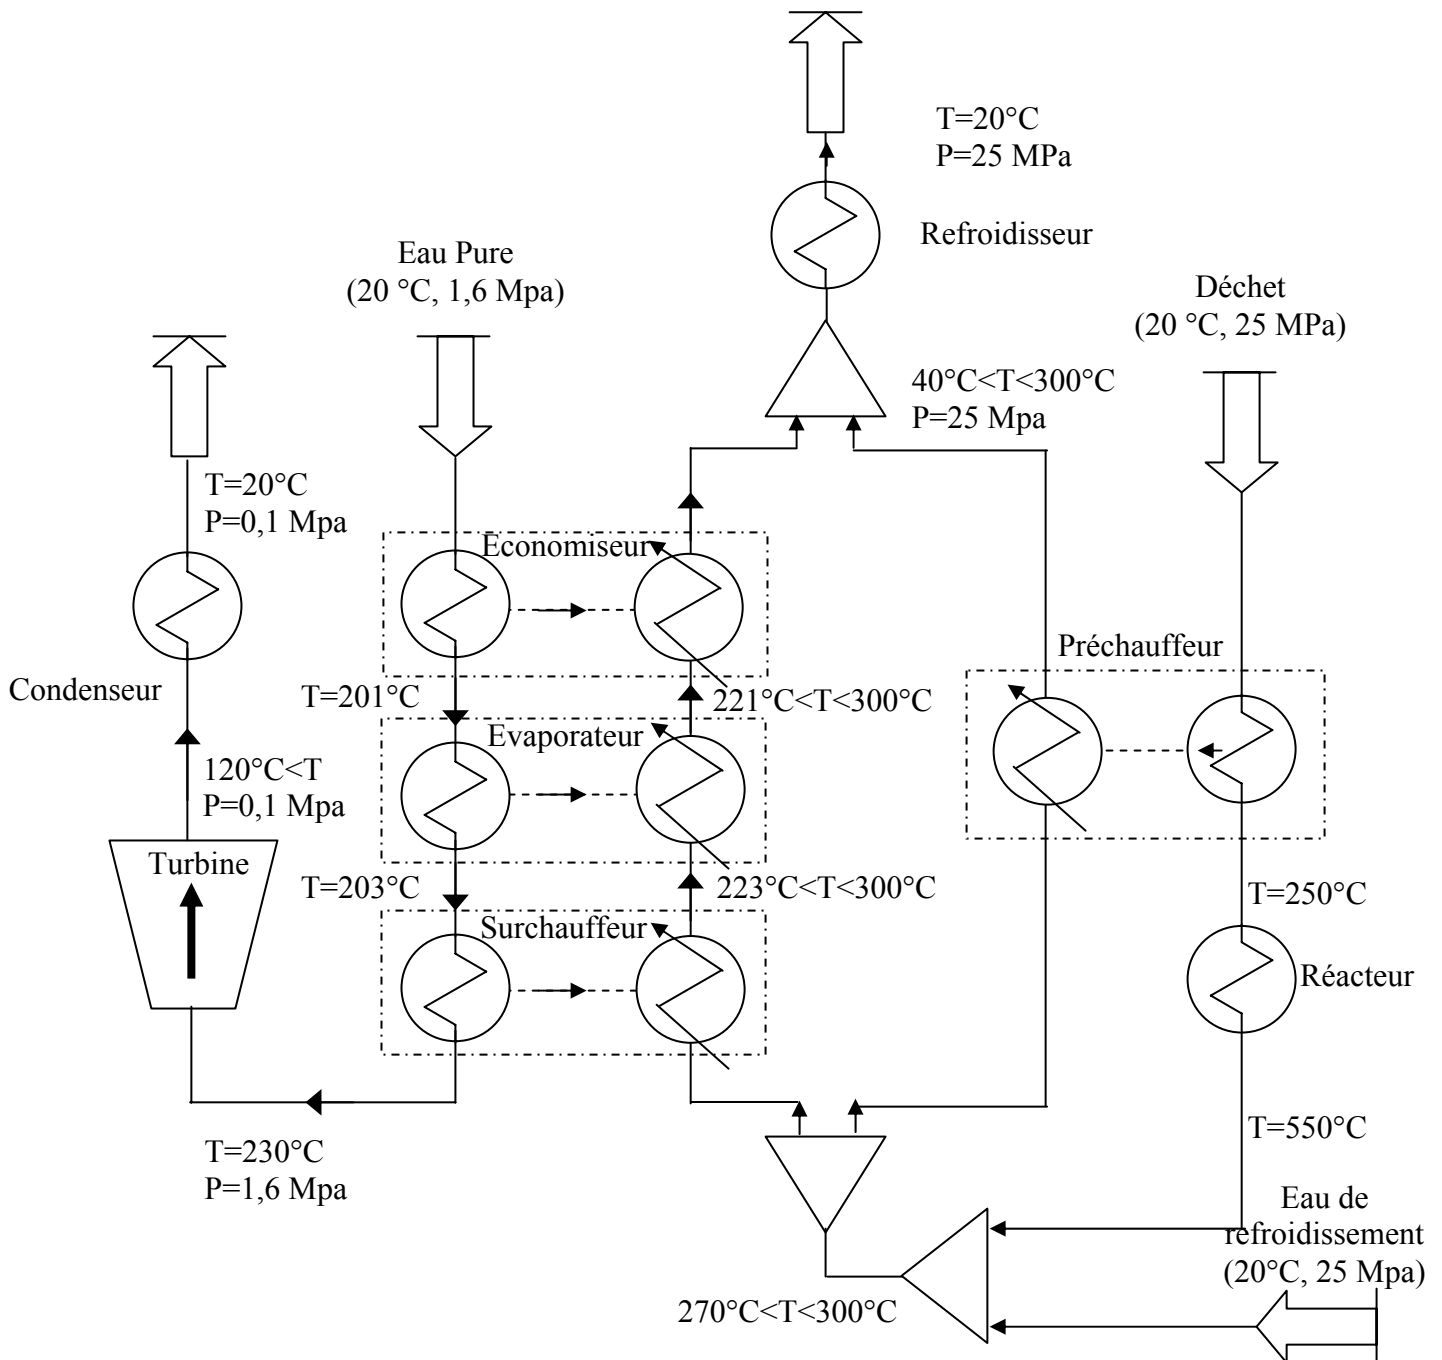 T=20°C
P=25 MPa
Refroidisseur
Eau Pure
(20 °C, 1,6 Mpa)
Déchet
(20 °C, 25 MPa)
40°C<T<300°C
P=25 Mpa
T=20°C
P=0,1 Mpa
Economiseur
Préchauffeur
Condenseur
T=201°C
221°C<T<300°C
Evaporateur
120°C<T
P=0,1 Mpa
Turbine
T=203°C
223°C<T<300°C
T=250°C
Surchauffeur
Réacteur
T=550°C
T=230°C
P=1,6 Mpa
Eau de
refroidissement
(20°C, 25 Mpa)
270°C<T<300°C